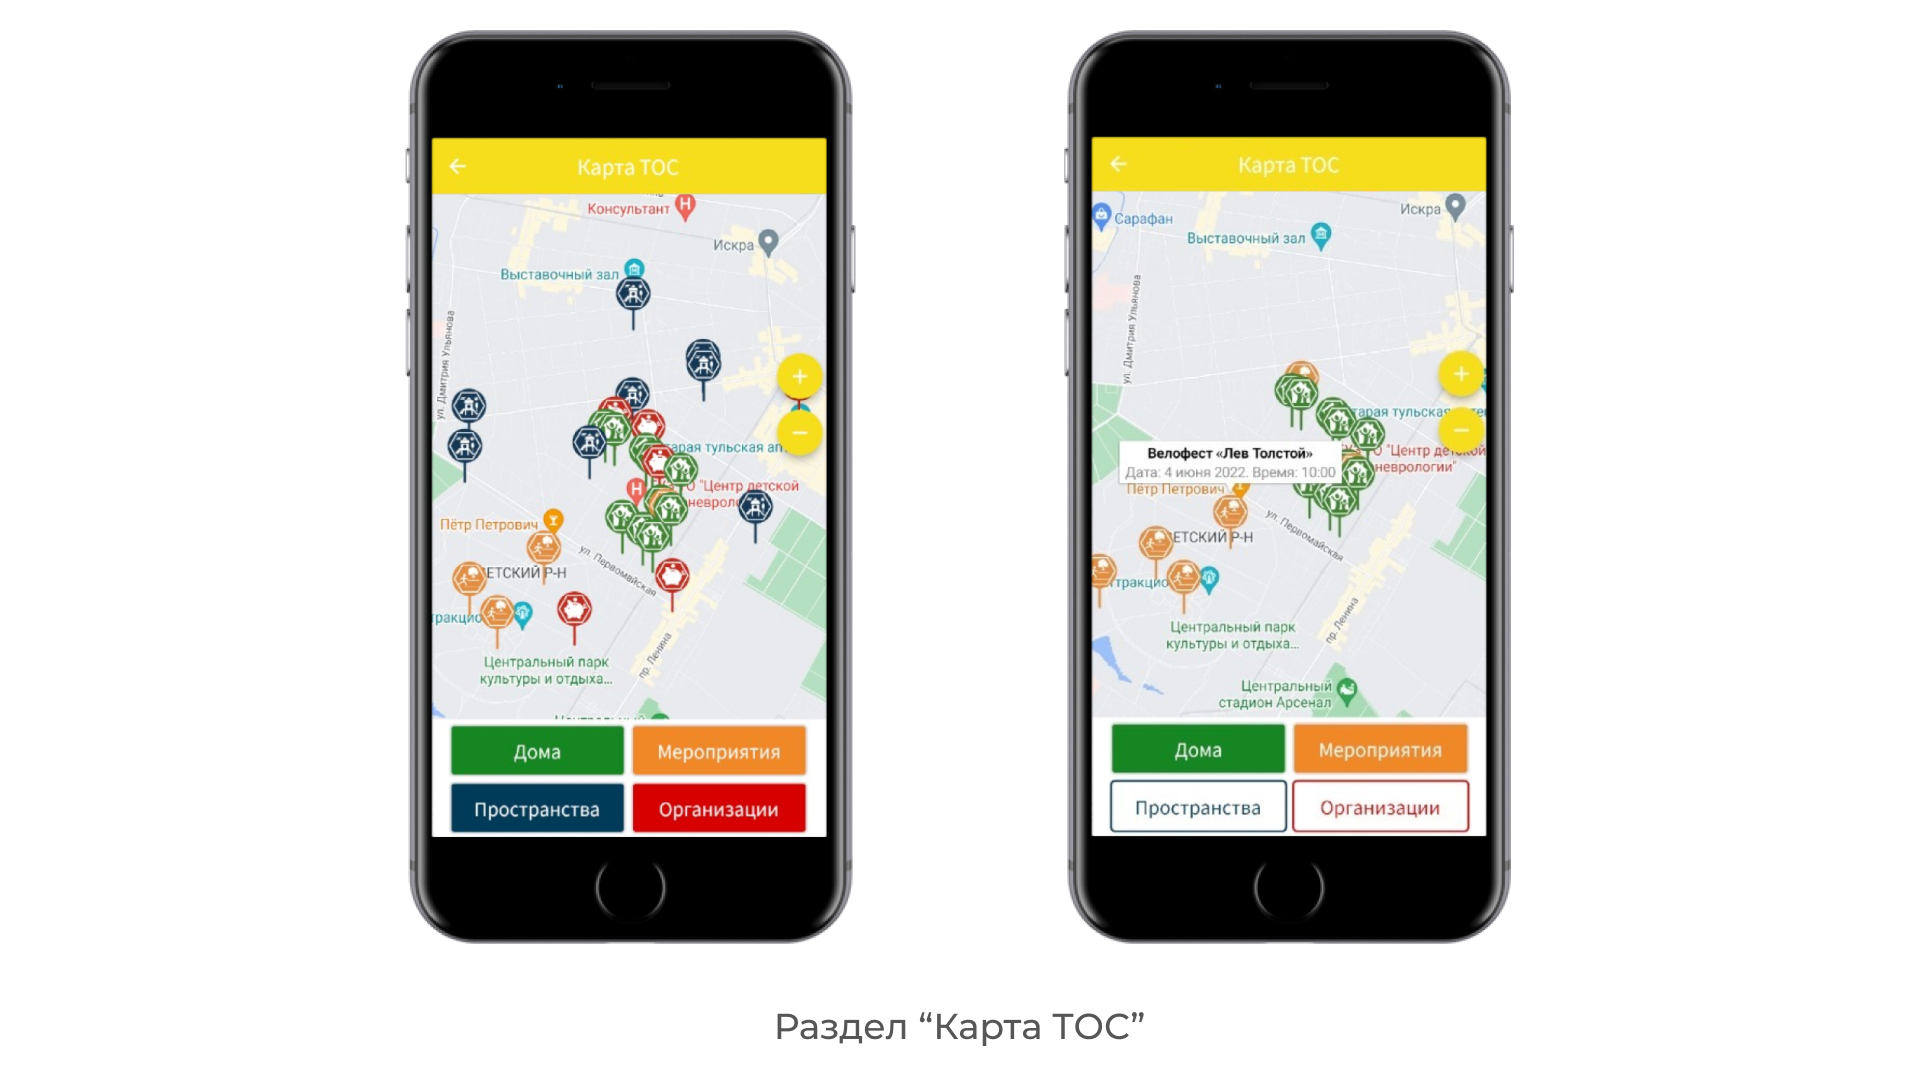 Карта ТОС
Консультант
Искра
Выставочный зал
ул. Дмитрия Ульянова
тарая тульская ап
О "Центр детской
невроло
Пётр Петрович
ЕТСКИЙ Р-Н
ул. Первомайская
тракцио
Центральный парк
культуры и отдыха...
пр. Ленина
Дома
Мероприятия
Пространства
Организации
Карта ТОС
Искра
Сарафан
Выставочный зал
ул. Дмитрия Ульянова
тарая тульская
Велофест «Лев Толстой»
Дата: 4 июня 2022. Время: 10:00
О "Центр детской
неврологии"
Пётр Петрович
ул. Первомайская
ЕТСКИЙ Р-Н
тракцио
Центральный парк
культуры и отдыха...
пр. Ленина
Центральный
стадион Арсенал
Дома
Мероприятия
Пространства
Организации
Раздел “Карта ТОС”